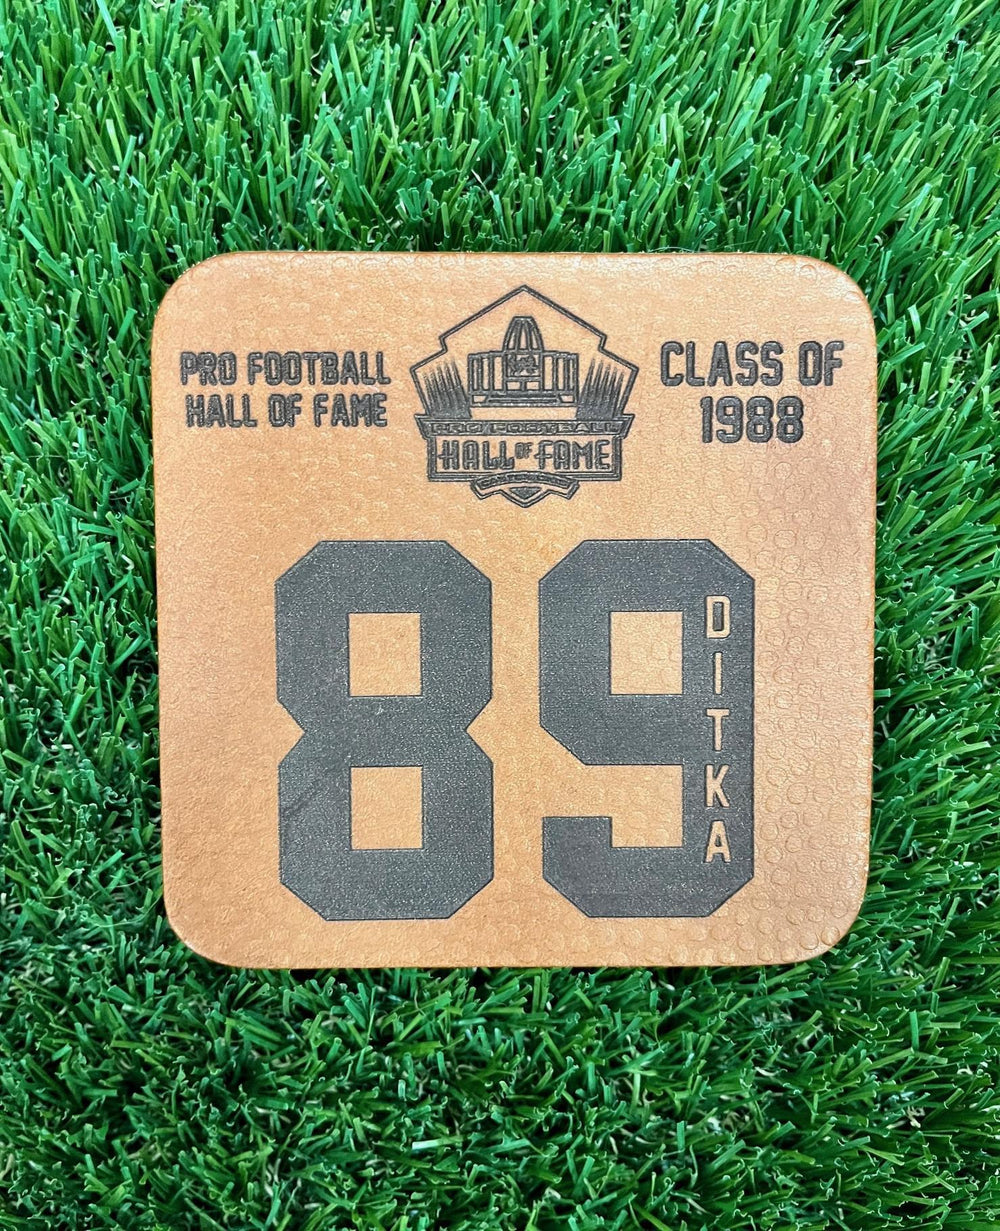 PRO FOOTBALL
HALL OF FAME
PRO FOOTBALL
HALL OF FAME
CLASS OF
1988
89
DITKA